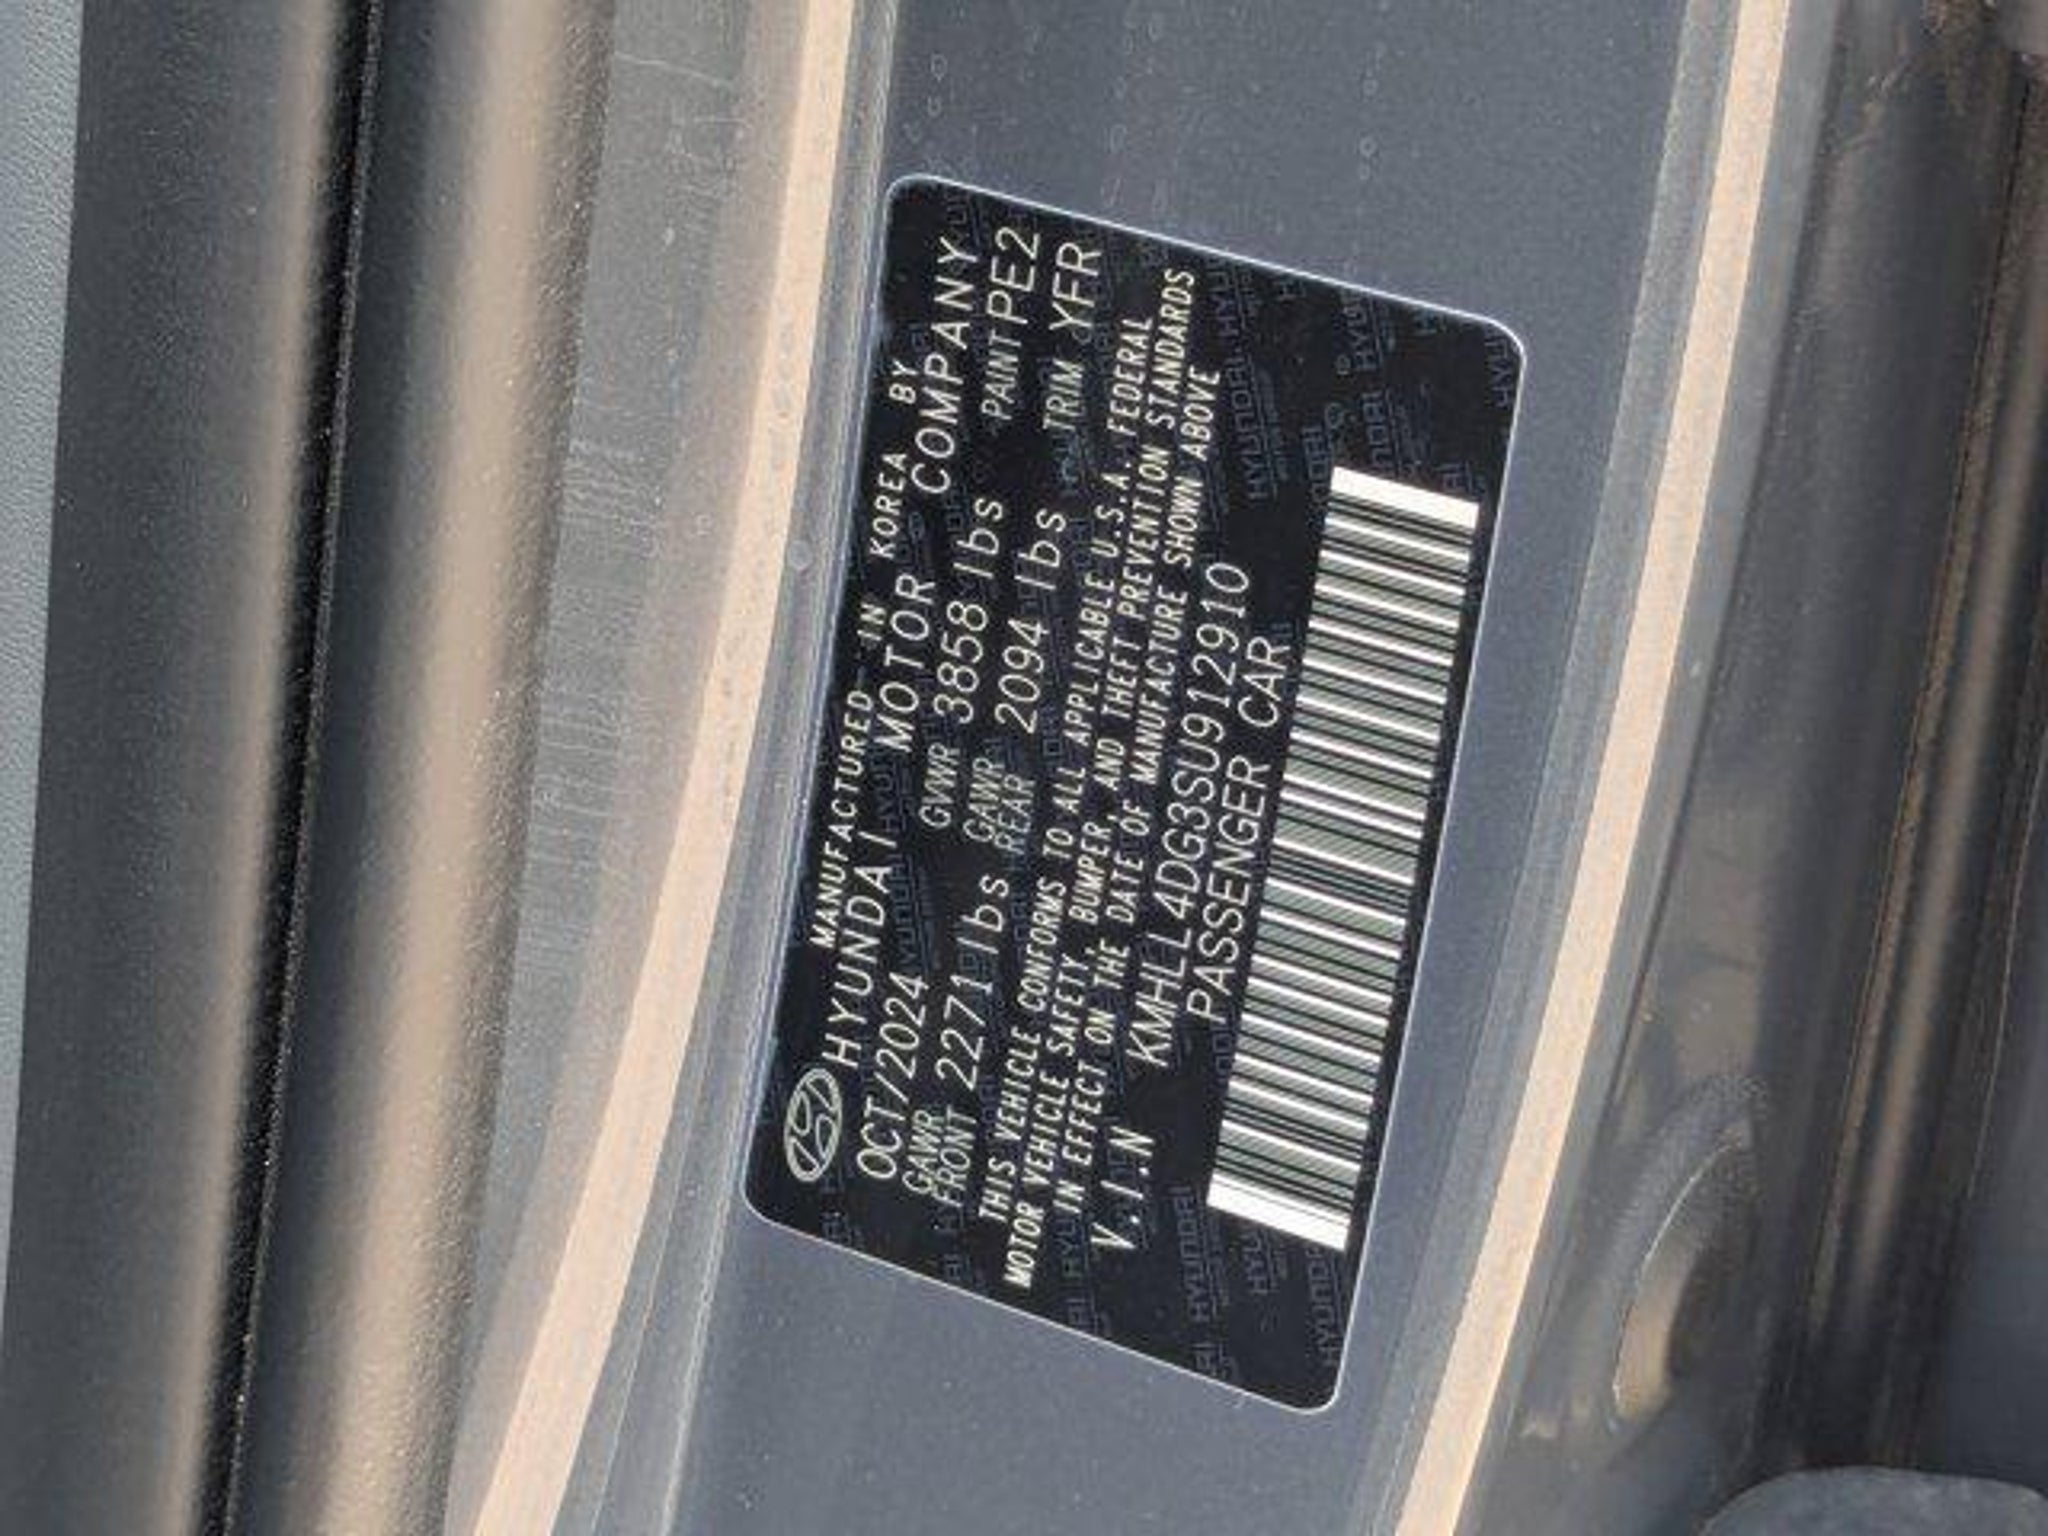 MANUFACTURED IN KOREA BY
HYUNDAI MOTOR COMPANY
OCT/2024 GVWR 3858 lbs PAINT PE2
GAWR FRONT 2271 lbs GAWR REAR 2094 lbs TRIM YFR
THIS VEHICLE CONFORMS TO ALL APPLICABLE U.S.A. FEDERAL
MOTOR VEHICLE SAFETY, BUMPER, AND THEFT PREVENTION STANDARDS
IN EFFECT ON THE DATE OF MANUFACTURE SHOWN ABOVE
V.I.N KMHLL4DG3SU912910
PASSENGER CAR